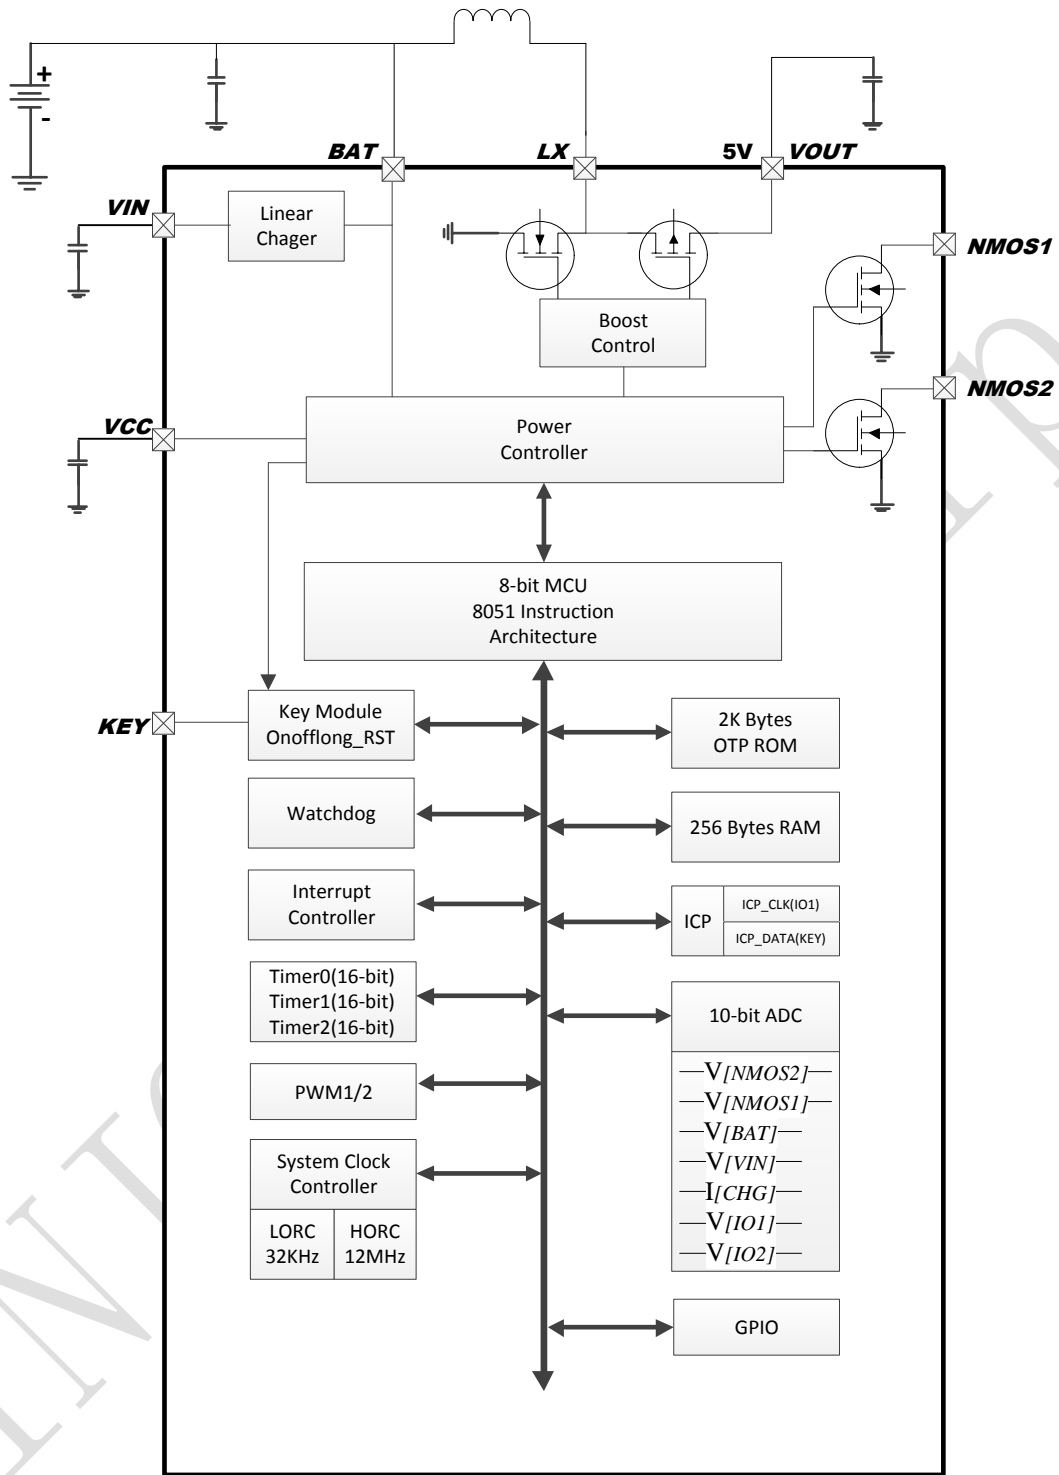 +
-
BAT
LX
5V VOUT
VIN
Linear
Chager
NMOS1
Boost
Control
NMOS2
VCC
Power
Controller
8-bit MCU
8051 Instruction
Architecture
KEY
Key Module
Onofflong_RST
2K Bytes
OTP ROM
Watchdog
256 Bytes RAM
Interrupt
Controller
ICP
ICP_CLK(IO1)
ICP_DATA(KEY)
Timer0(16-bit)
Timer1(16-bit)
Timer2(16-bit)
10-bit ADC
V[NMOS2]
V[NMOS1]
V[BAT]
V[VIN]
I[CHG]
V[IO1]
V[IO2]
PWM1/2
System Clock
Controller
LORC
32KHz
HORC
12MHz
GPIO